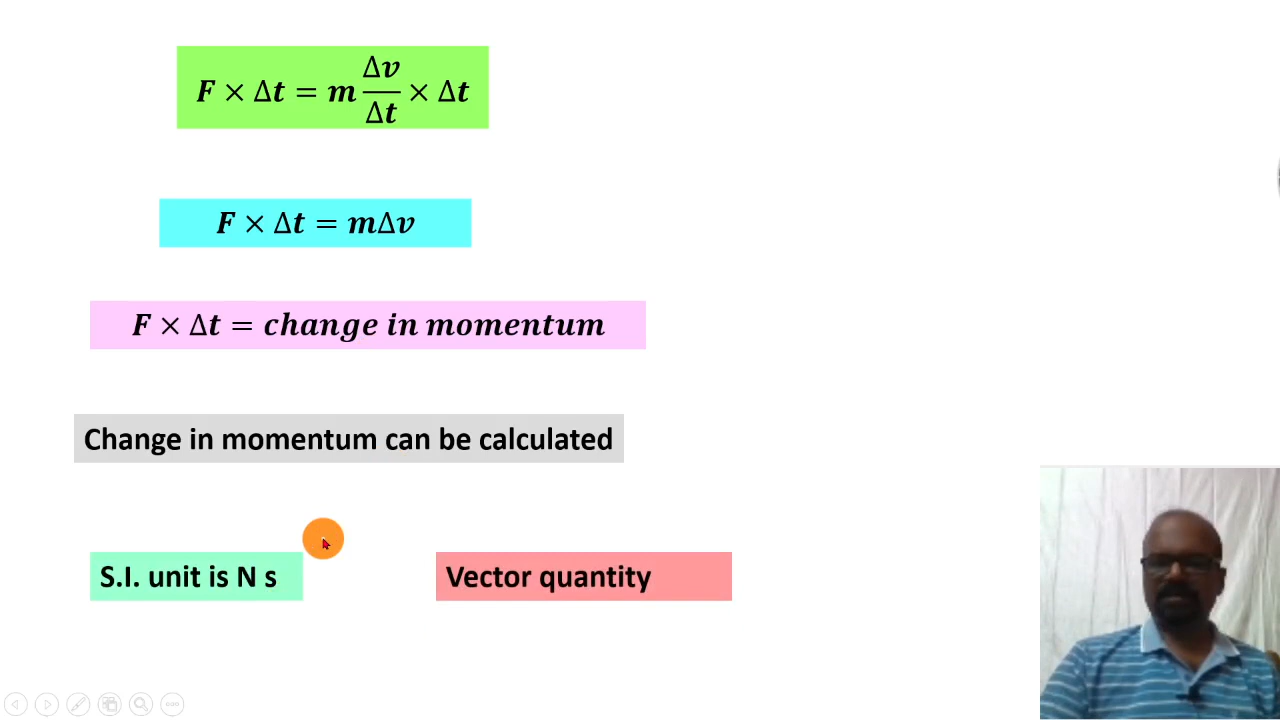 F × Δt = m Δv/Δt × Δt
F × Δt = mΔv
F × Δt = change in momentum
Change in momentum can be calculated
S.I. unit is N s
Vector quantity